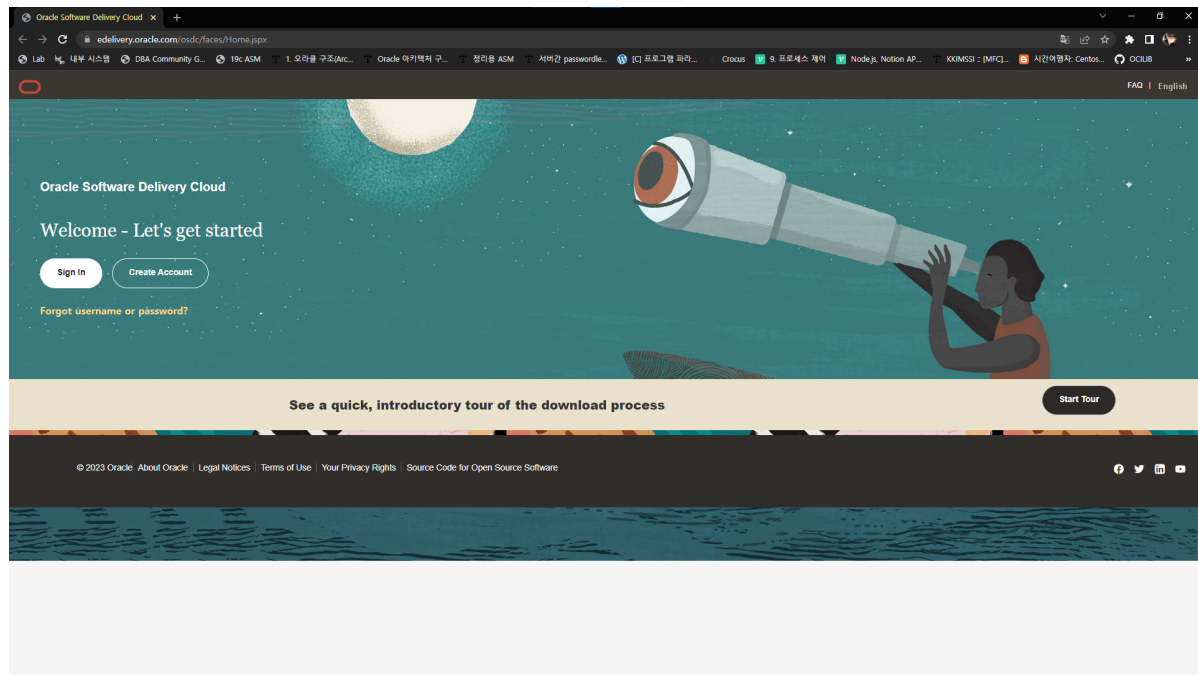 Oracle Software Delivery Cloud
edelivery.oracle.com/osdc/faces/Home.jspx
Lab 내부 시스템 DBA Community G... 19c ASM 1. 오라클 구조(Arc... Oracle 아키텍처 구... 정리용 ASM 서버간 passwordle... [C] 프로그램 파라... Crocus 9. 프로세스 제어 Node.js, Notion AP... KKIMSSI :: [MFC]... 시간여행자: Centos... OCILIB »
FAQ | English
Oracle Software Delivery Cloud
Welcome - Let's get started
Sign In Create Account
Forgot username or password?
See a quick, introductory tour of the download process
Start Tour
© 2023 Oracle About Oracle | Legal Notices | Terms of Use | Your Privacy Rights | Source Code for Open Source Software